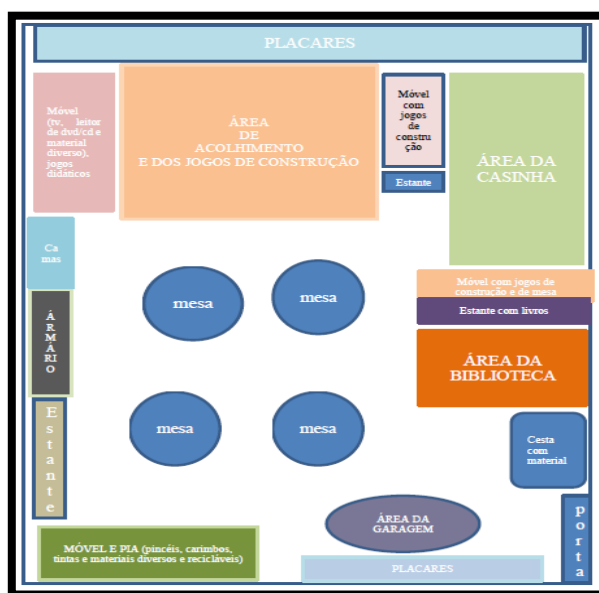 PLACARES
Móvel
(tv, leitor
de dvd/cd e
material
diverso),
jogos
didáticos
ÁREA
DE
ACOLHIMENTO
E DOS JOGOS DE CONSTRUÇÃO
Móvel
com
jogos
de
constru
ção
Estante
ÁREA DA
CASINHA
Ca
mas
mesa
mesa
Móvel com jogos de
construção e de mesa
Estante com livros
Á
R
M
Á
RI
O
ÁREA DA
BIBLIOTECA
mesa
mesa
E
s
t
a
n
t
e
Cesta
com
material
ÁREA DA
GARAGEM
p
o
r
t
a
MÓVEL E PIA (pincéis, carimbos,
tintas e materiais diversos e recicláveis)
PLACARES